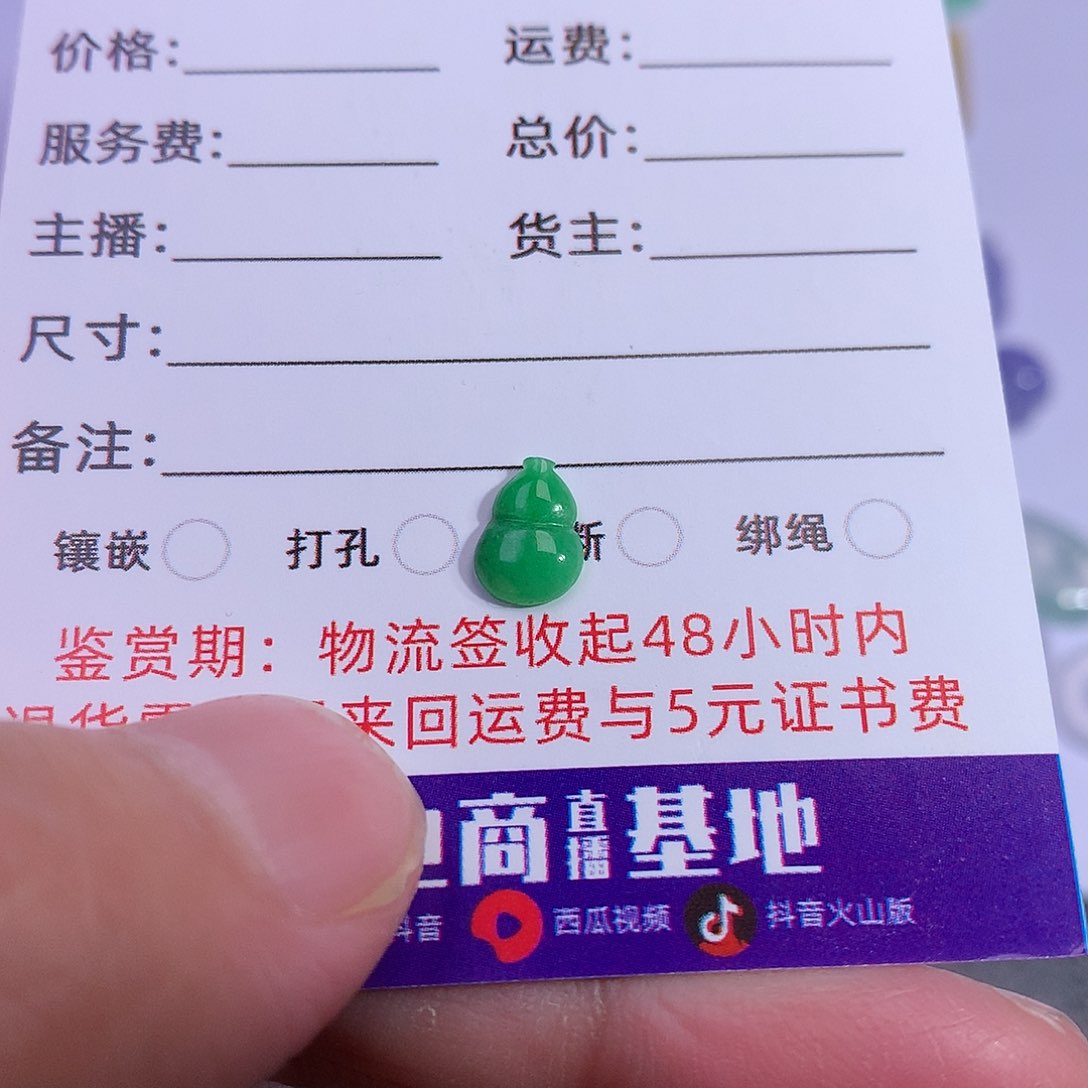 价格： 运费：
服务费： 总价：
主播： 货主：
尺寸：
备注：
镶嵌 打孔 绑绳
鉴赏期：物流签收起48小时内
来回运费与5元证书费
电商直播基地
抖音 西瓜视频 抖音火山版